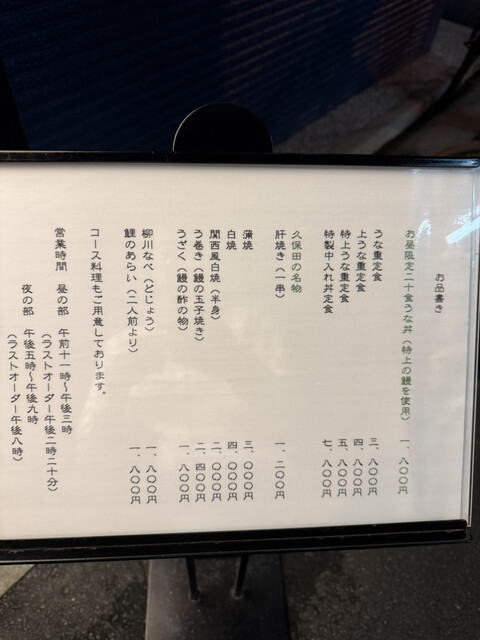 お品書き
お昼限定二十食うな丼（特上の鰻を使用） 一、八〇〇円
うな重定食 三、八〇〇円
上うな重定食 四、八〇〇円
特上うな重定食 五、八〇〇円
特製中入れ丼定食 七、八〇〇円
久保田の名物
肝焼き（一串） 一、二〇〇円
蒲焼 三、〇〇〇円
白焼 四、〇〇〇円
関西風白焼（半身） 二、〇〇〇円
う巻き（鰻の玉子焼き） 二、四〇〇円
うざく（鰻の酢の物） 一、八〇〇円
柳川なべ（どじょう） 一、八〇〇円
鯉のあらい（二人前より） 一、八〇〇円
コース料理もご用意しております。
営業時間 昼の部 午前十一時〜午後三時
（ラストオーダー午後二時二十分）
夜の部 午後五時〜午後九時
（ラストオーダー午後八時）